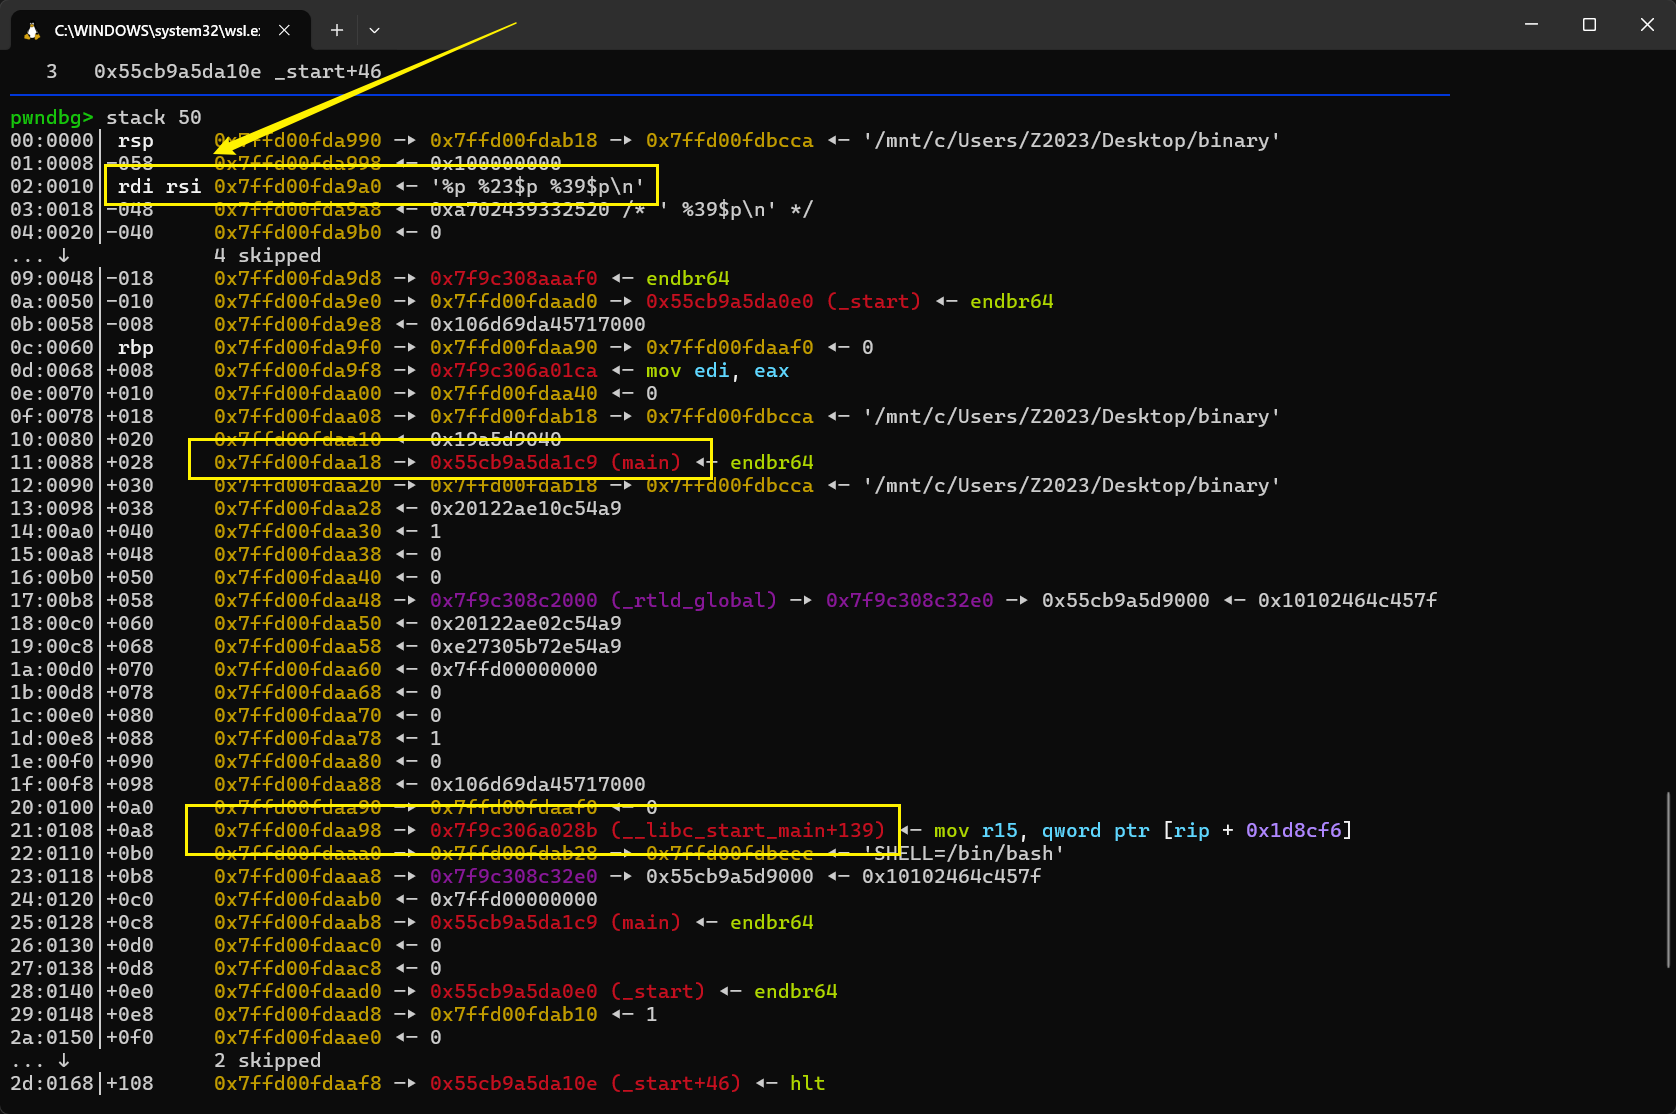 C:\WINDOWS\system32\wsl.e:
3   0x55cb9a5da10e _start+46
pwndbg> stack 50
00:0000│ rsp     0x7ffd00fda990 —▸ 0x7ffd00fdab18 —▸ 0x7ffd00fdbcca ◂— '/mnt/c/Users/Z2023/Desktop/binary'
01:0008│-058     0x7ffd00fda998 ◂— 0x100000000
02:0010│ rdi rsi 0x7ffd00fda9a0 ◂— '%p %23$p %39$p\n'
03:0018│-048     0x7ffd00fda9a8 ◂— 0xa702439332520 /* ' %39$p\n' */
04:0020│-040     0x7ffd00fda9b0 ◂— 0
... ↓            4 skipped
09:0048│-018     0x7ffd00fda9d8 —▸ 0x7f9c308aaaf0 ◂— endbr64
0a:0050│-010     0x7ffd00fda9e0 —▸ 0x7ffd00fdaad0 —▸ 0x55cb9a5da0e0 (_start) ◂— endbr64
0b:0058│-008     0x7ffd00fda9e8 ◂— 0x106d69da45717000
0c:0060│ rbp     0x7ffd00fda9f0 —▸ 0x7ffd00fdaa90 —▸ 0x7ffd00fdaaf0 ◂— 0
0d:0068│+008     0x7ffd00fda9f8 —▸ 0x7f9c306a01ca ◂— mov edi, eax
0e:0070│+010     0x7ffd00fdaa00 —▸ 0x7ffd00fdaa40 ◂— 0
0f:0078│+018     0x7ffd00fdaa08 —▸ 0x7ffd00fdab18 —▸ 0x7ffd00fdbcca ◂— '/mnt/c/Users/Z2023/Desktop/binary'
10:0080│+020     0x7ffd00fdaa10 ◂— 0x19a5d9040
11:0088│+028     0x7ffd00fdaa18 —▸ 0x55cb9a5da1c9 (main) ◂— endbr64
12:0090│+030     0x7ffd00fdaa20 —▸ 0x7ffd00fdab18 —▸ 0x7ffd00fdbcca ◂— '/mnt/c/Users/Z2023/Desktop/binary'
13:0098│+038     0x7ffd00fdaa28 ◂— 0x20122ae10c54a9
14:00a0│+040     0x7ffd00fdaa30 ◂— 1
15:00a8│+048     0x7ffd00fdaa38 ◂— 0
16:00b0│+050     0x7ffd00fdaa40 ◂— 0
17:00b8│+058     0x7ffd00fdaa48 —▸ 0x7f9c308c2000 (_rtld_global) —▸ 0x7f9c308c32e0 —▸ 0x55cb9a5d9000 ◂— 0x10102464c457f
18:00c0│+060     0x7ffd00fdaa50 ◂— 0x20122ae02c54a9
19:00c8│+068     0x7ffd00fdaa58 ◂— 0xe27305b72e54a9
1a:00d0│+070     0x7ffd00fdaa60 ◂— 0x7ffd00000000
1b:00d8│+078     0x7ffd00fdaa68 ◂— 0
1c:00e0│+080     0x7ffd00fdaa70 ◂— 0
1d:00e8│+088     0x7ffd00fdaa78 ◂— 1
1e:00f0│+090     0x7ffd00fdaa80 ◂— 0
1f:00f8│+098     0x7ffd00fdaa88 ◂— 0x106d69da45717000
20:0100│+0a0     0x7ffd00fdaa90 —▸ 0x7ffd00fdaaf0 ◂— 0
21:0108│+0a8     0x7ffd00fdaa98 —▸ 0x7f9c306a028b (__libc_start_main+139) ◂— mov r15, qword ptr [rip + 0x1d8cf6]
22:0110│+0b0     0x7ffd00fdaaa0 —▸ 0x7ffd00fdab28 —▸ 0x7ffd00fdbcec ◂— 'SHELL=/bin/bash'
23:0118│+0b8     0x7ffd00fdaaa8 —▸ 0x7f9c308c32e0 —▸ 0x55cb9a5d9000 ◂— 0x10102464c457f
24:0120│+0c0     0x7ffd00fdaab0 ◂— 0x7ffd00000000
25:0128│+0c8     0x7ffd00fdaab8 —▸ 0x55cb9a5da1c9 (main) ◂— endbr64
26:0130│+0d0     0x7ffd00fdaac0 ◂— 0
27:0138│+0d8     0x7ffd00fdaac8 ◂— 0
28:0140│+0e0     0x7ffd00fdaad0 —▸ 0x55cb9a5da0e0 (_start) ◂— endbr64
29:0148│+0e8     0x7ffd00fdaad8 —▸ 0x7ffd00fdab10 ◂— 1
2a:0150│+0f0     0x7ffd00fdaae0 ◂— 0
... ↓            2 skipped
2d:0168│+108     0x7ffd00fdaaf8 —▸ 0x55cb9a5da10e (_start+46) ◂— hlt